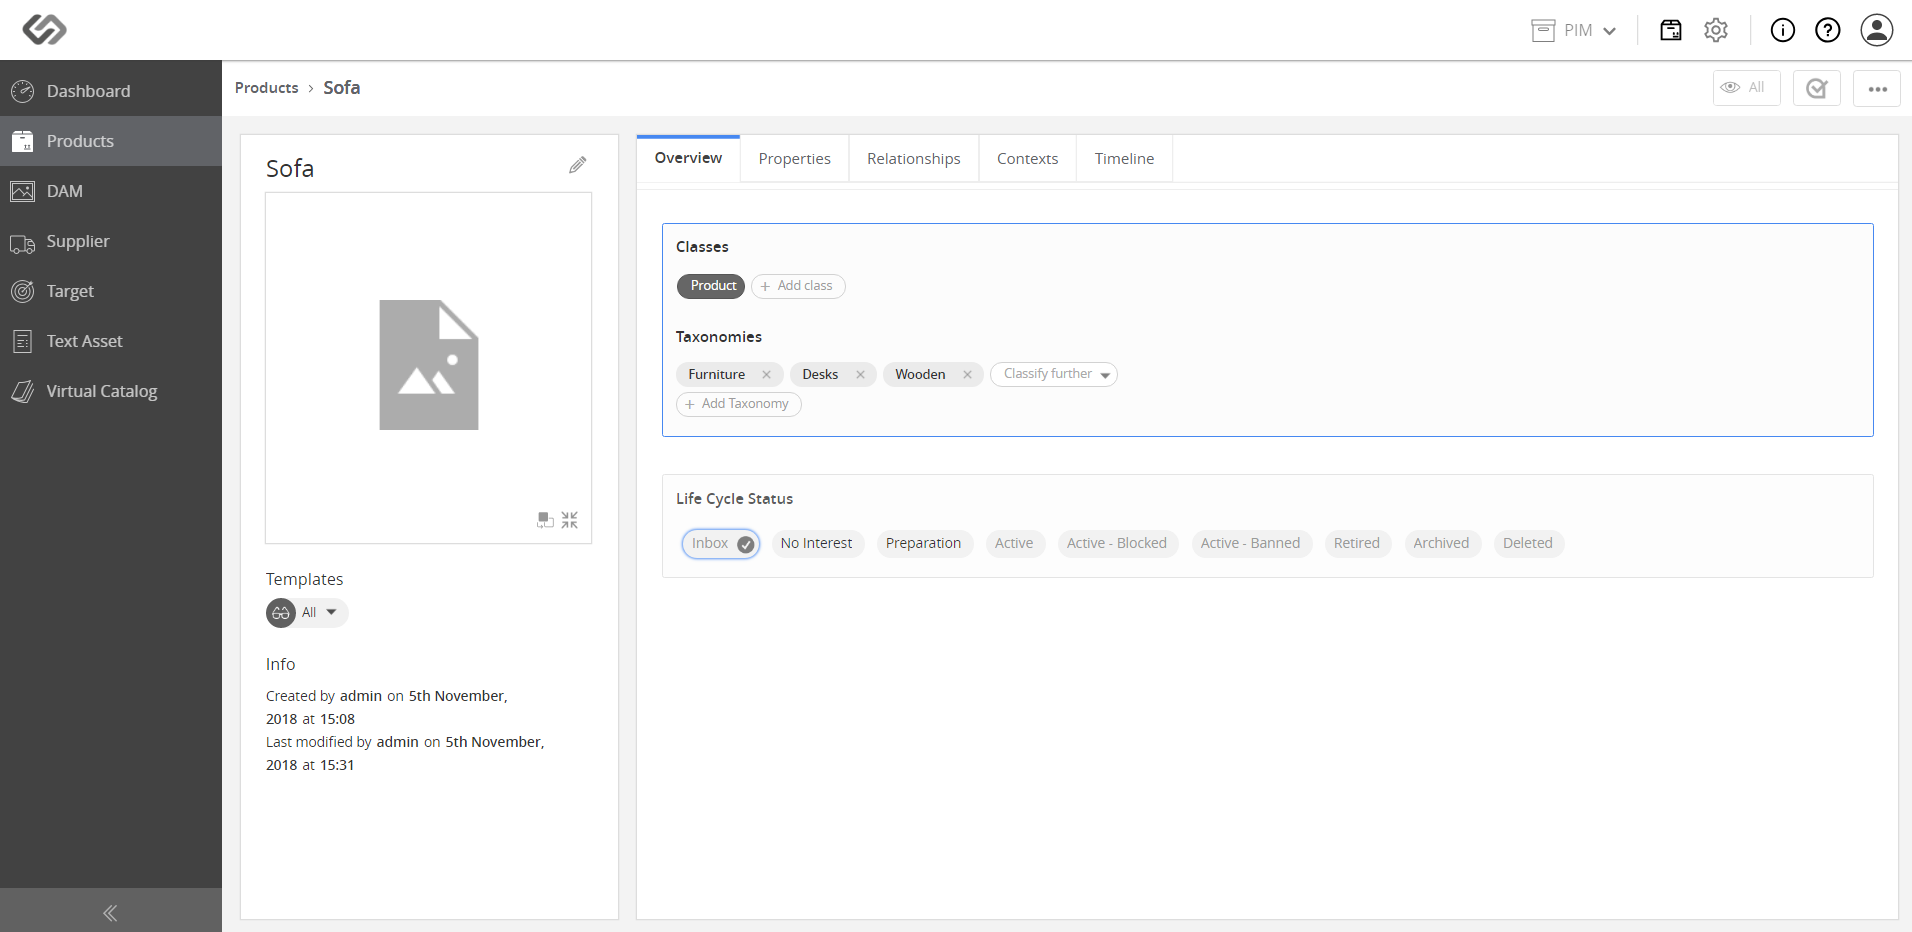 PIM
Dashboard
Products
DAM
Supplier
Target
Text Asset
Virtual Catalog
Products › Sofa
All
Sofa
Templates
All
Info
Created by admin on 5th November,
2018 at 15:08
Last modified by admin on 5th November,
2018 at 15:31
Overview Properties Relationships Contexts Timeline
Classes
Product + Add class
Taxonomies
Furniture × Desks × Wooden × Classify further
+ Add Taxonomy
Life Cycle Status
Inbox No Interest Preparation Active Active - Blocked Active - Banned Retired Archived Deleted